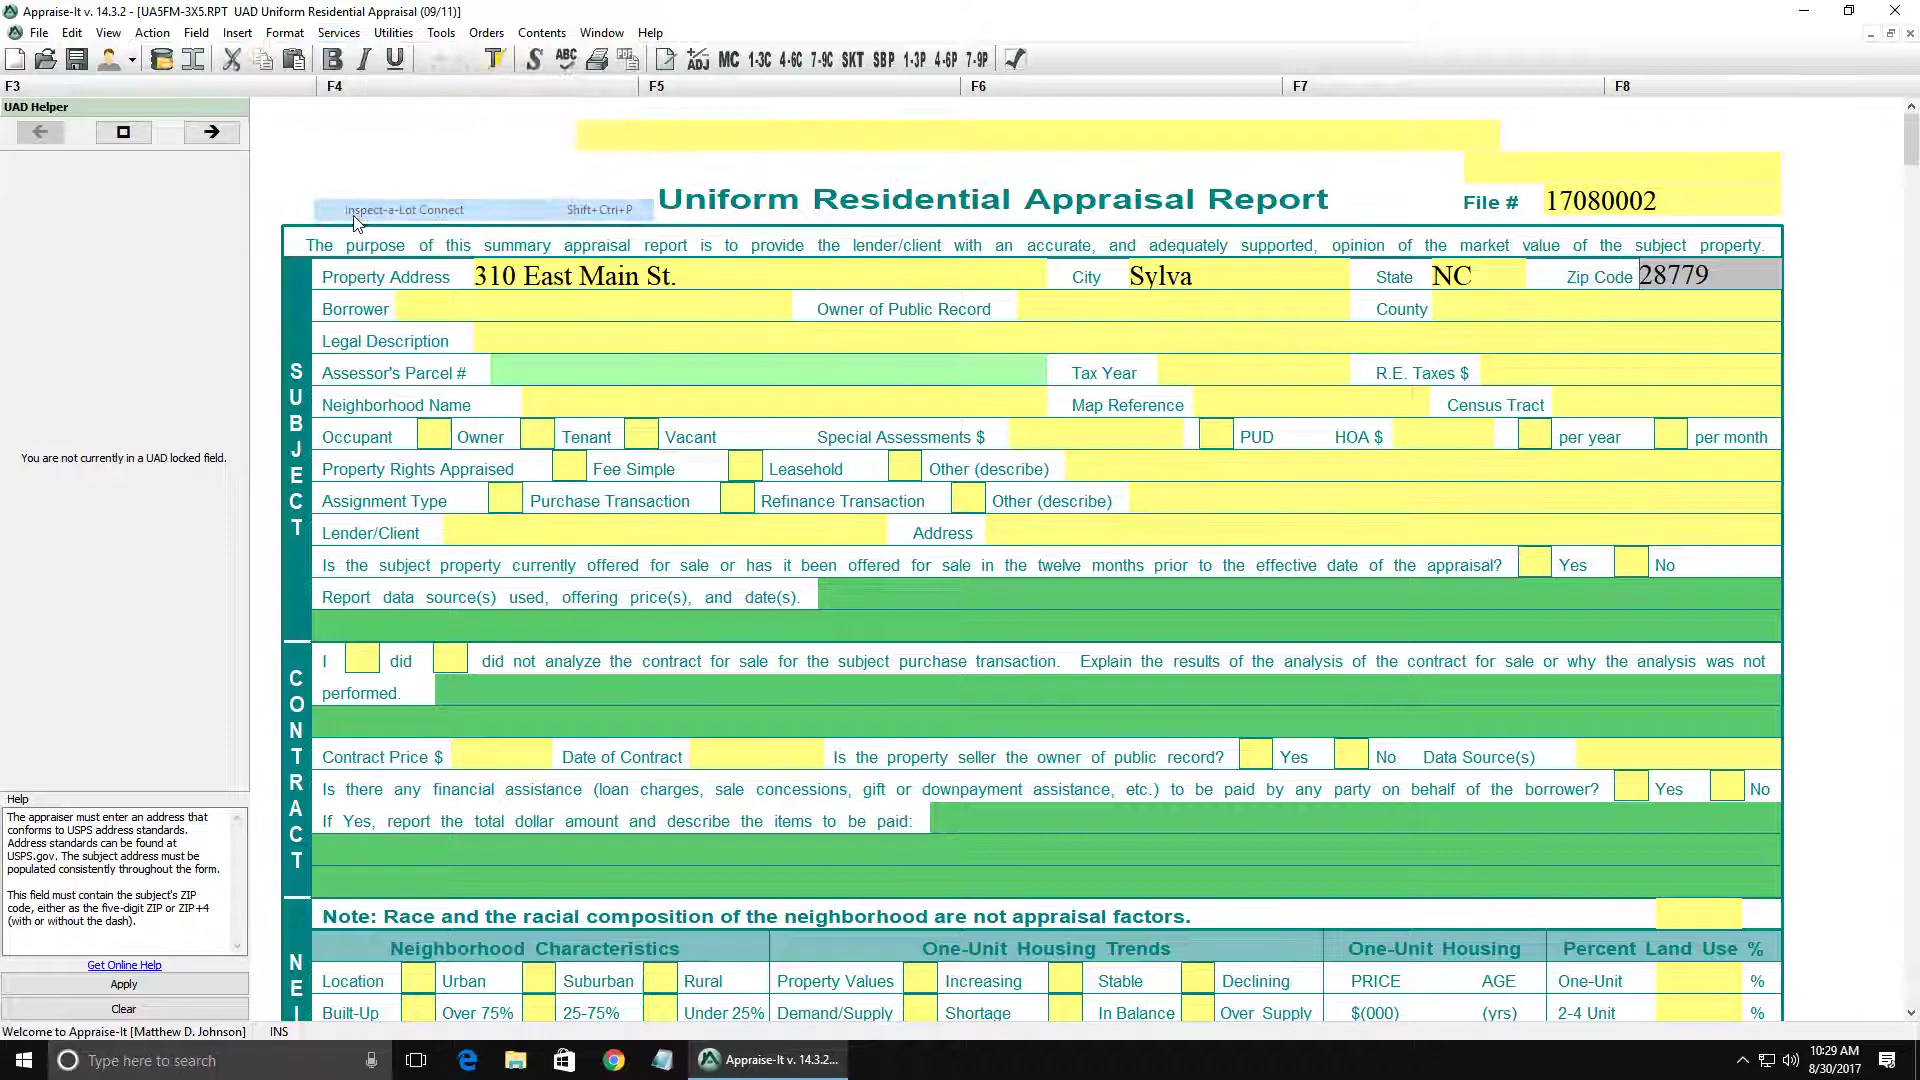 Appraise-It v. 14.3.2 - [UA5FM-3X5.RPT UAD Uniform Residential Appraisal (09/11)]
File Edit View Action Field Insert Format Services Utilities Tools Orders Contents Window Help
B I U T S ABC +/- ADJ MC 1-3C 4-6C 7-9C SKT SBP 1-3P 4-6P 7-9P
F3 F4 F5 F6 F7 F8
UAD Helper
You are not currently in a UAD locked field.
Help
The appraiser must enter an address that
conforms to USPS address standards.
Address standards can be found at
USPS.gov. The subject address must be
populated consistently throughout the form.
This field must contain the subject's ZIP
code, either as the five-digit ZIP or ZIP+4
(with or without the dash).
Get Online Help
Apply
Clear
Inspect-a-Lot Connect Shift+Ctrl+P
Uniform Residential Appraisal Report File # 17080002
The purpose of this summary appraisal report is to provide the lender/client with an accurate, and adequately supported, opinion of the market value of the subject property.
SUBJECT
Property Address 310 East Main St. City Sylva State NC Zip Code 28779
Borrower Owner of Public Record County
Legal Description
Assessor's Parcel # Tax Year R.E. Taxes $
Neighborhood Name Map Reference Census Tract
Occupant Owner Tenant Vacant Special Assessments $ PUD HOA $ per year per month
Property Rights Appraised Fee Simple Leasehold Other (describe)
Assignment Type Purchase Transaction Refinance Transaction Other (describe)
Lender/Client Address
Is the subject property currently offered for sale or has it been offered for sale in the twelve months prior to the effective date of the appraisal? Yes No
Report data source(s) used, offering price(s), and date(s).
CONTRACT
I did did not analyze the contract for sale for the subject purchase transaction. Explain the results of the analysis of the contract for sale or why the analysis was not
performed.
Contract Price $ Date of Contract Is the property seller the owner of public record? Yes No Data Source(s)
Is there any financial assistance (loan charges, sale concessions, gift or downpayment assistance, etc.) to be paid by any party on behalf of the borrower? Yes No
If Yes, report the total dollar amount and describe the items to be paid:
NEI
Note: Race and the racial composition of the neighborhood are not appraisal factors.
Neighborhood Characteristics One-Unit Housing Trends One-Unit Housing Percent Land Use %
Location Urban Suburban Rural Property Values Increasing Stable Declining PRICE AGE One-Unit %
Built-Up Over 75% 25-75% Under 25% Demand/Supply Shortage In Balance Over Supply $(000) (yrs) 2-4 Unit %
Welcome to Appraise-It [Matthew D. Johnson] INS
Type here to search
Appraise-It v. 14.3.2...
10:29 AM
8/30/2017